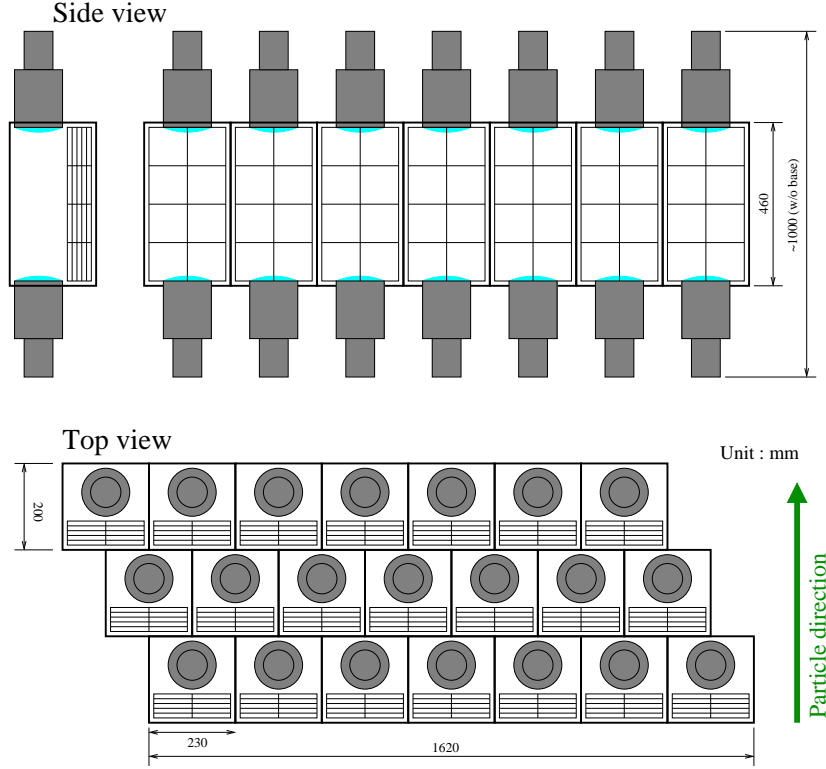 Side view
460
~1000 (w/o base)
Top view
Unit : mm
200
Particle direction
230
1620